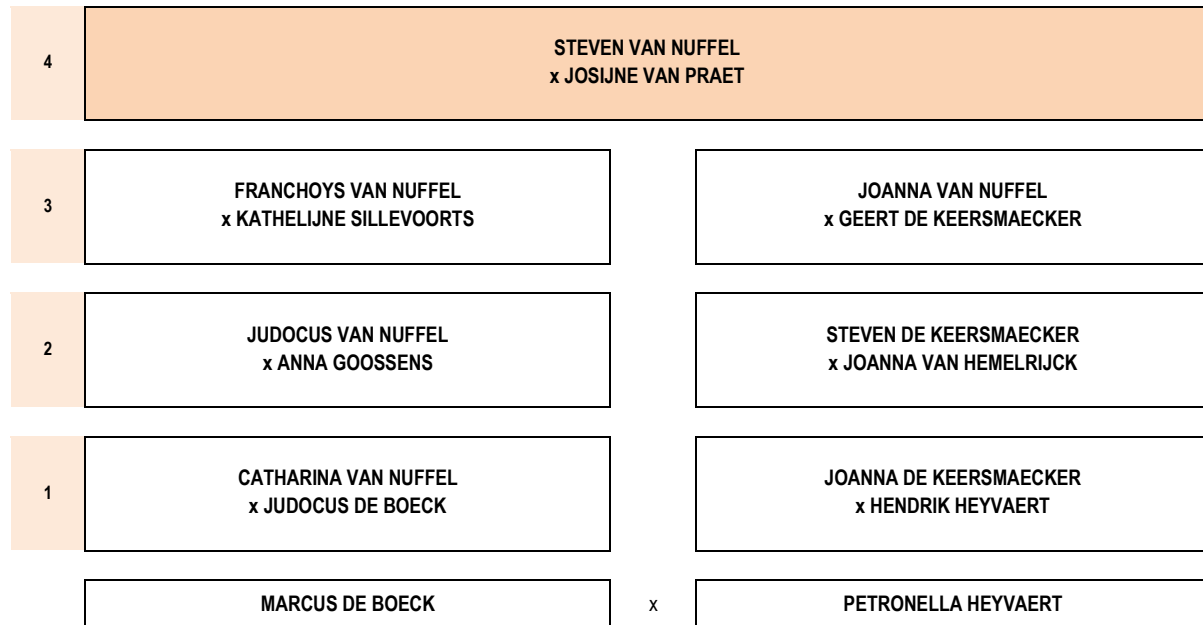 4
STEVEN VAN NUFFEL
x JOSIJNE VAN PRAET
3
FRANCHOYS VAN NUFFEL
x KATHELIJNE SILLEVOORTS
JOANNA VAN NUFFEL
x GEERT DE KEERSMAECKER
2
JUDOCUS VAN NUFFEL
x ANNA GOOSSENS
STEVEN DE KEERSMAECKER
x JOANNA VAN HEMELRIJCK
1
CATHARINA VAN NUFFEL
x JUDOCUS DE BOECK
JOANNA DE KEERSMAECKER
x HENDRIK HEYVAERT
MARCUS DE BOECK
x
PETRONELLA HEYVAERT